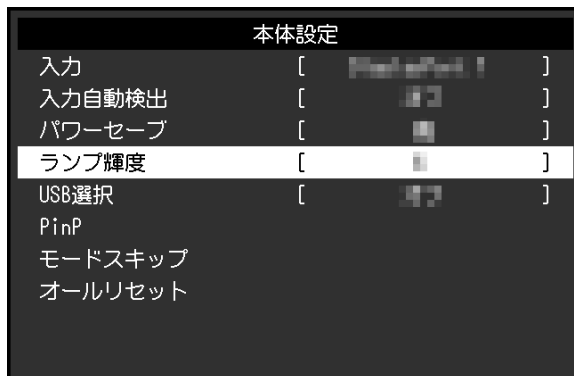 本体設定
入力 [ ]
入力自動検出 [ ]
パワーセーブ [ ]
ランプ輝度 [ ]
USB選択 [ ]
PinP
モードスキップ
オールリセット